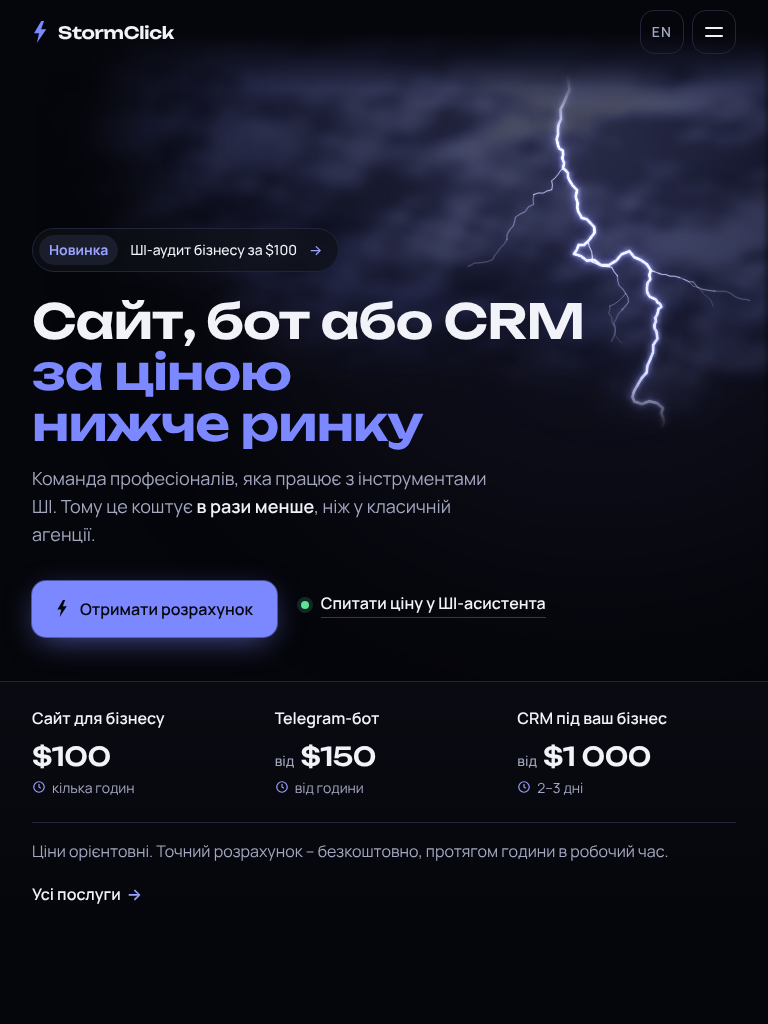 StormClick
EN
Новинка ШІ-аудит бізнесу за $100 →
Сайт, бот або CRM
за ціною
нижче ринку
Команда професіоналів, яка працює з інструментами
ШІ. Тому це коштує в рази менше, ніж у класичній
агенції.
Отримати розрахунок
Спитати ціну у ШІ-асистента
Сайт для бізнесу
$100
кілька годин
Telegram-бот
від $150
від години
CRM під ваш бізнес
від $1 000
2–3 дні
Ціни орієнтовні. Точний розрахунок – безкоштовно, протягом години в робочий час.
Усі послуги →